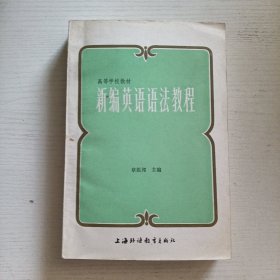 高等学校教材
新编英语语法教程
章振邦 主编
上海外语教育出版社